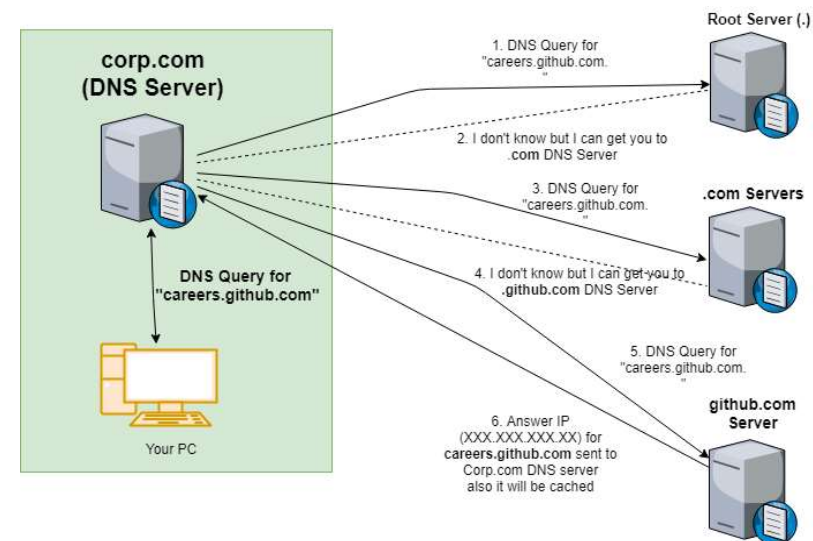 Root Server (.)
corp.com
(DNS Server)
1. DNS Query for
"careers.github.com.
"
2. I don't know but I can get you to
.com DNS Server
3. DNS Query for
"careers.github.com.
"
.com Servers
DNS Query for
"careers.github.com"
4. I don't know but I can get you to
.github.com DNS Server
5. DNS Query for
"careers.github.com.
"
github.com
Server
6. Answer IP
(XXX.XXX.XXX.XX) for
careers.github.com sent to
Corp.com DNS server
also it will be cached
Your PC